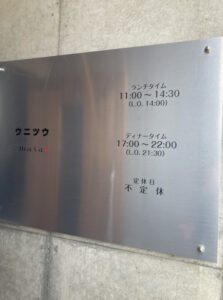 ウニツウ
ランチタイム
11:00～14:30
(L.O. 14:00)
ディナータイム
17:00～22:00
(L.O. 21:30)
定休日
不定休